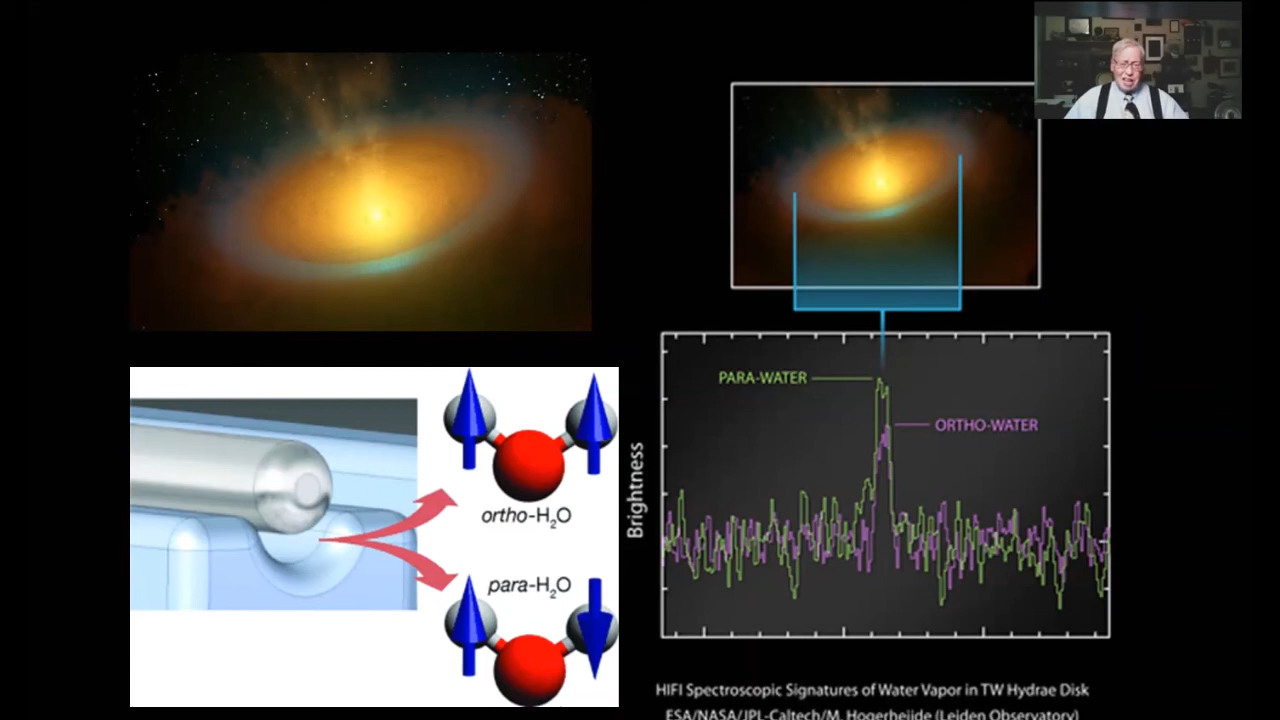 ortho-H2O
para-H2O
PARA-WATER
ORTHO-WATER
Brightness
HIFI Spectroscopic Signatures of Water Vapor in TW Hydrae Disk
ESA/NASA/JPL-Caltech/M. Hogerheijde (Leiden Observatory)